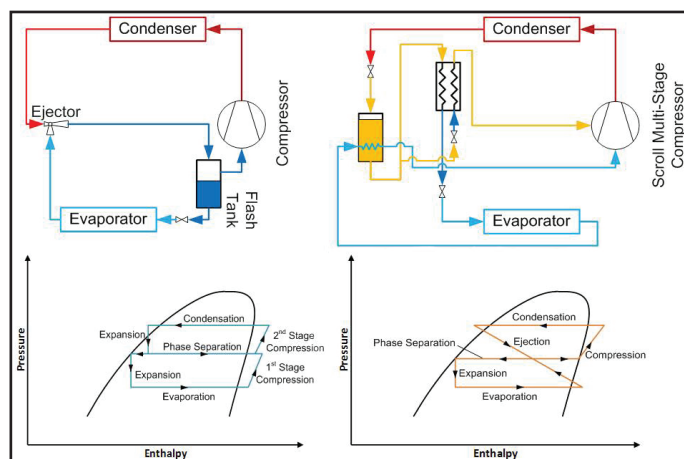 Condenser
Ejector
Compressor
Evaporator
Flash
Tank
Condenser
Scroll Multi-Stage
Compressor
Evaporator
Pressure
Condensation
Expansion
2nd Stage
Compression
Phase Separation
1st Stage
Compression
Expansion
Evaporation
Enthalpy
Pressure
Condensation
Ejection
Phase
Separation
Compression
Expansion
Evaporation
Enthalpy